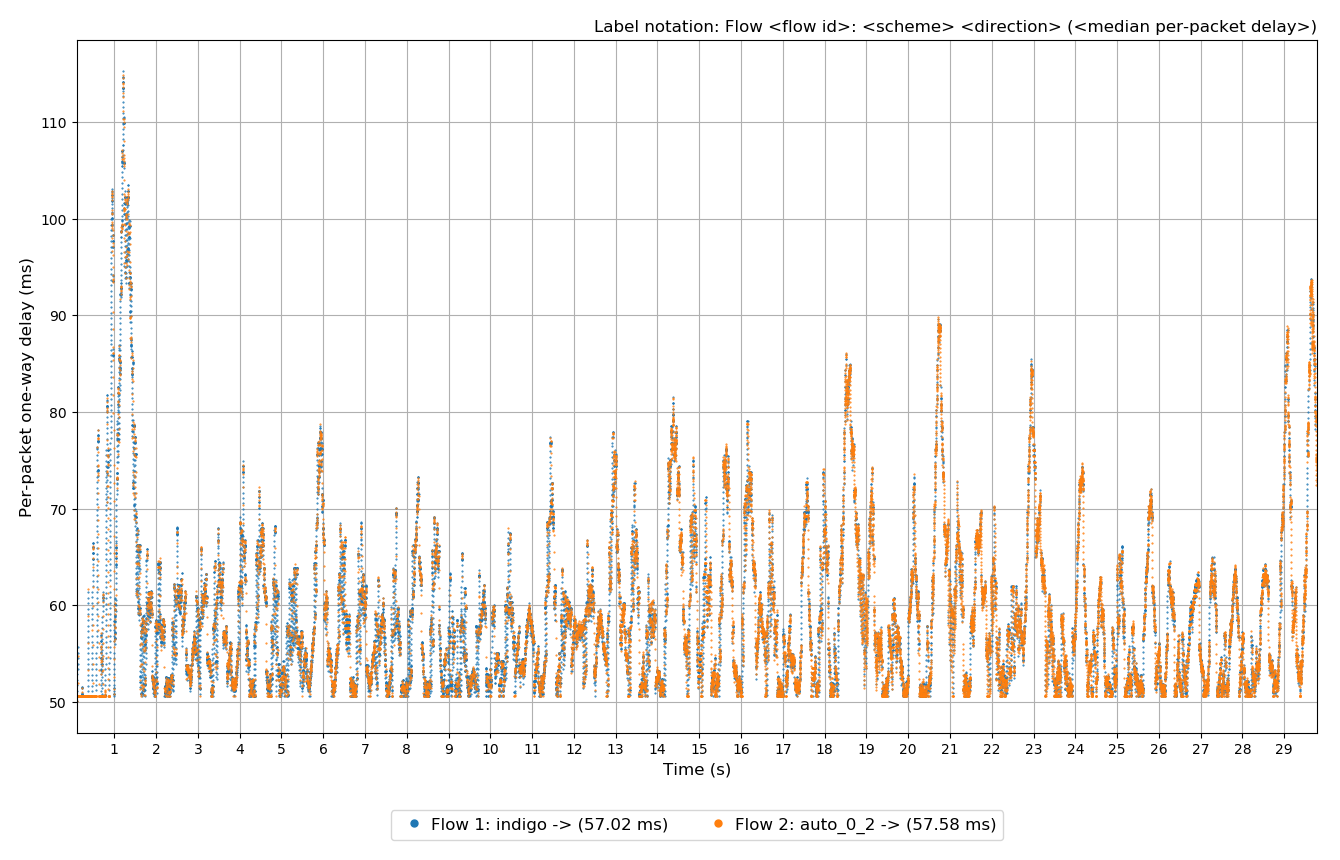 Label notation: Flow <flow id>: <scheme> <direction> (<median per-packet delay>)
Per-packet one-way delay (ms)
110
100
90
80
70
60
50
1 2 3 4 5 6 7 8 9 10 11 12 13 14 15 16 17 18 19 20 21 22 23 24 25 26 27 28 29
Time (s)
Flow 1: indigo -> (57.02 ms) Flow 2: auto_0_2 -> (57.58 ms)